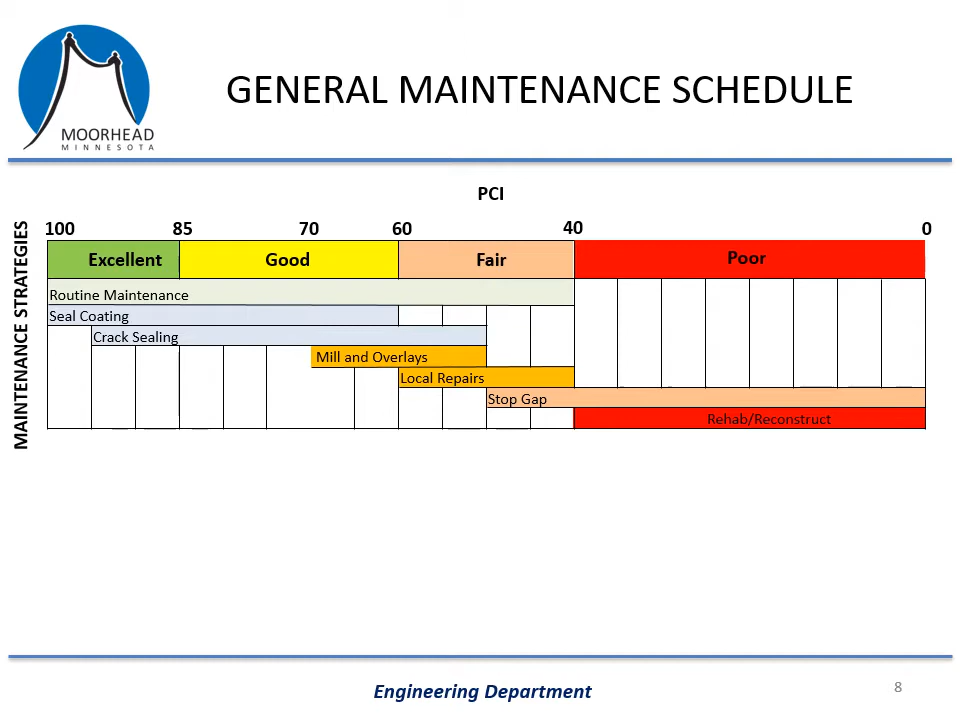 MOORHEAD
MINNESOTA
GENERAL MAINTENANCE SCHEDULE
PCI
MAINTENANCE STRATEGIES
100 85 70 60 40 0
Excellent Good Fair Poor
Routine Maintenance
Seal Coating
Crack Sealing
Mill and Overlays
Local Repairs
Stop Gap
Rehab/Reconstruct
Engineering Department
8